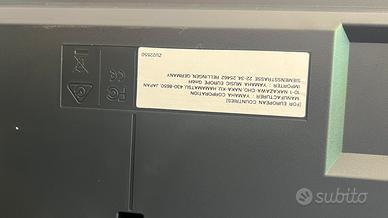 [FOR EUROPEAN COUNTRIES]
MANUFACTURER : YAMAHA CORPORATION
10-1 NAKAZAWA-CHO, NAKA-KU, HAMAMATSU, 430-8650 JAPAN
IMPORTER : YAMAHA MUSIC EUROPE GmbH
SIEMENSSTRASSE 22-34, 25462 RELLINGEN, GERMANY
ZU22550
subito